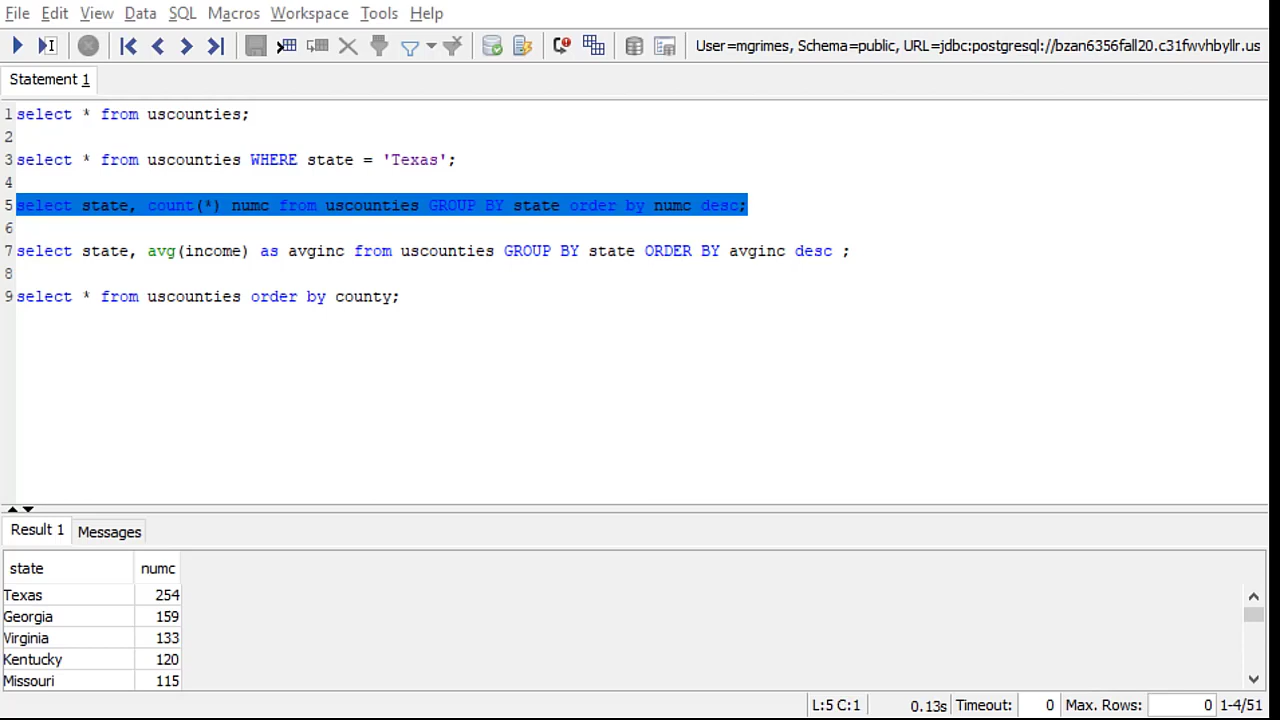 File Edit View Data SQL Macros Workspace Tools Help
User=mgrimes, Schema=public, URL=jdbc:postgresql://bzan6356fall20.c31fwvhbyllr.us
Statement 1
1 select * from uscounties;
2
3 select * from uscounties WHERE state = 'Texas';
4
5 select state, count(*) numc from uscounties GROUP BY state order by numc desc;
6
7 select state, avg(income) as avginc from uscounties GROUP BY state ORDER BY avginc desc ;
8
9 select * from uscounties order by county;
Result 1 Messages
state numc
Texas 254
Georgia 159
Virginia 133
Kentucky 120
Missouri 115
L:5 C:1 0.13s Timeout: 0 Max. Rows: 0 1-4/51